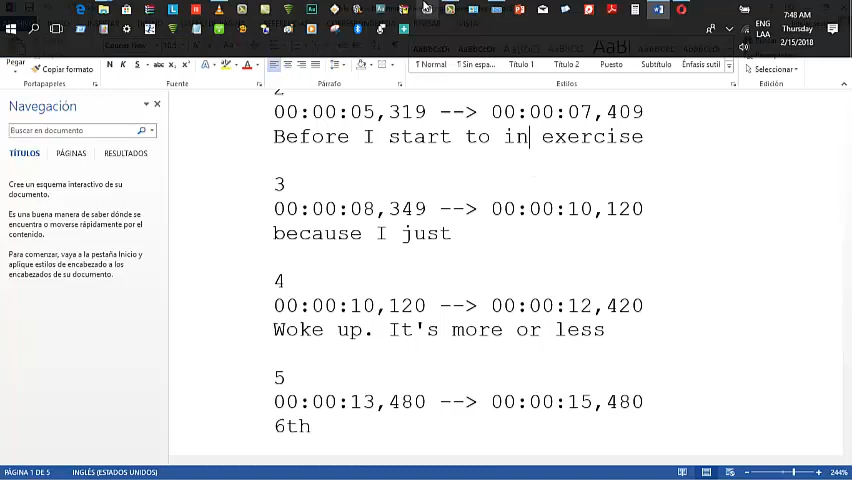 7:48 AM
ENG
Thursday
LAA
2/15/2018
REVISAR
VISTA
Pegar
Copiar formato
N
K
S
abc
AaBbCcDc
¶ Normal
¶ Sin espa...
Título 1
Título 2
Puesto
Subtítulo
Énfasis sutil
Seleccionar
Portapapeles
Fuente
Párrafo
Estilos
Edición
Navegación
Buscar en documento
TÍTULOS
PÁGINAS
RESULTADOS
Cree un esquema interactivo de su
documento.
Es una buena manera de saber dónde se
encuentra o moverse rápidamente por el
contenido.
Para comenzar, vaya a la pestaña Inicio y
aplique estilos de encabezados a los
encabezados de su documento.
2
00:00:05,319 --> 00:00:07,409
Before I start to in exercise
3
00:00:08,349 --> 00:00:10,120
because I just
4
00:00:10,120 --> 00:00:12,420
Woke up. It's more or less
5
00:00:13,480 --> 00:00:15,480
6th
PÁGINA 1 DE 5
INGLÉS (ESTADOS UNIDOS)
244%